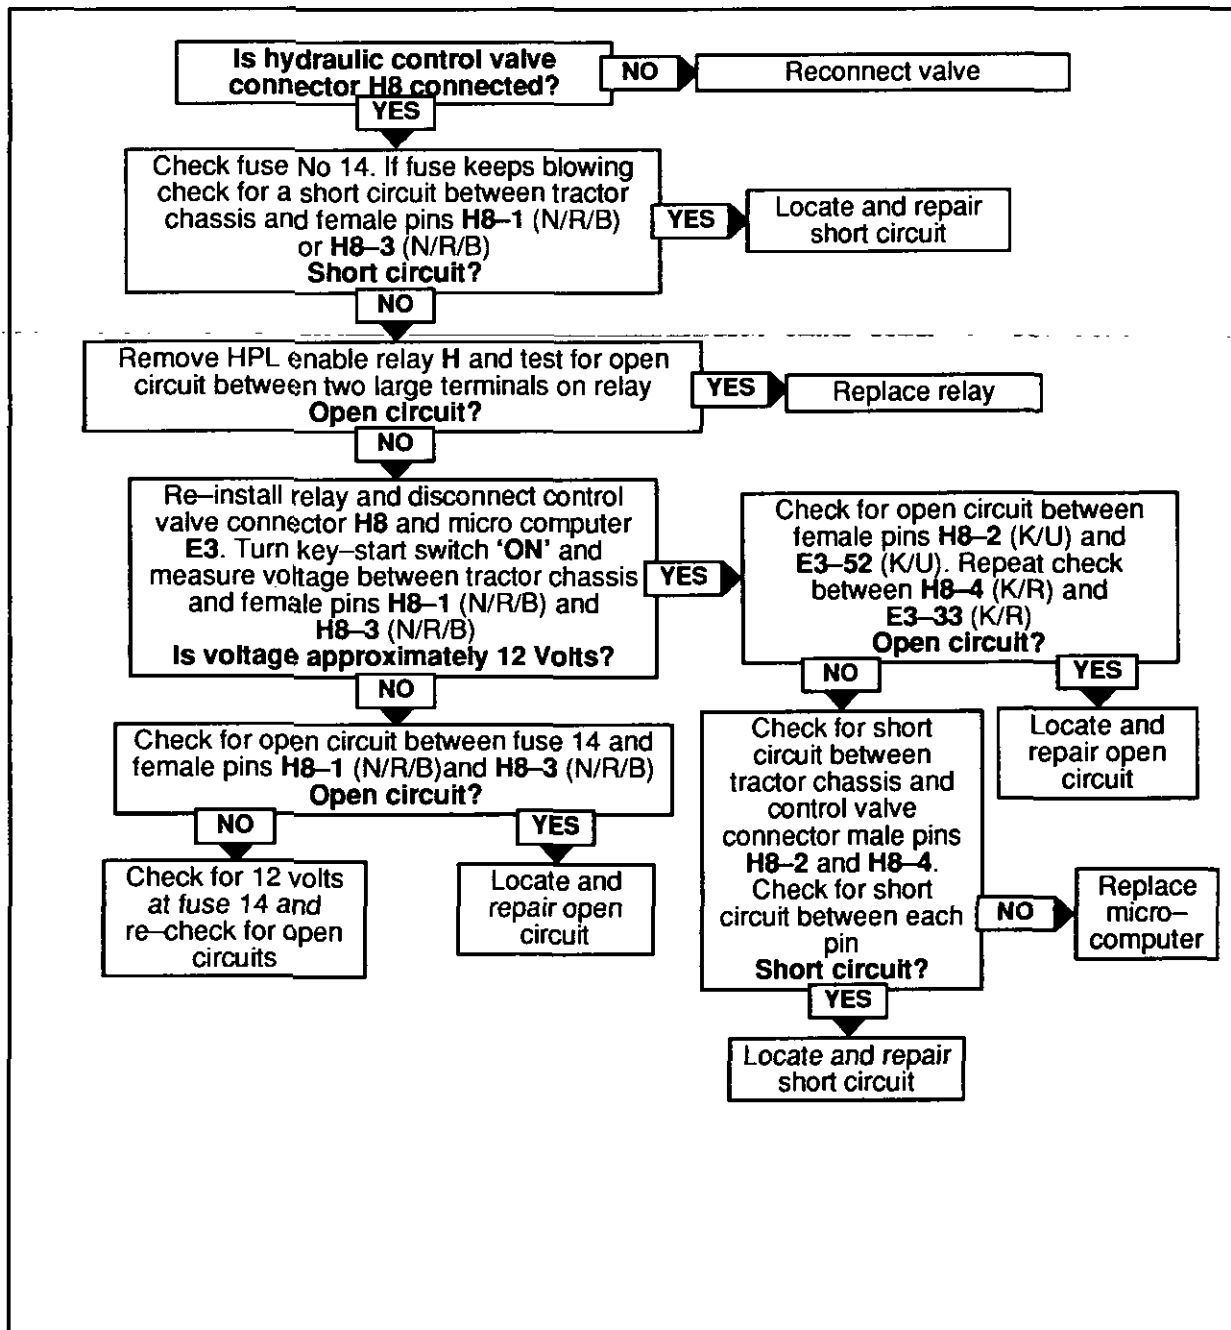 Is hydraulic control valve
connector H8 connected?
NO
Reconnect valve
YES
Check fuse No 14. If fuse keeps blowing
check for a short circuit between tractor
chassis and female pins H8–1 (N/R/B)
or H8–3 (N/R/B)
Short circuit?
YES
Locate and repair
short circuit
NO
Remove HPL enable relay H and test for open
circuit between two large terminals on relay
Open circuit?
YES
Replace relay
NO
Re–install relay and disconnect control
valve connector H8 and micro computer
E3. Turn key–start switch ‘ON’ and
measure voltage between tractor chassis
and female pins H8–1 (N/R/B) and
H8–3 (N/R/B)
Is voltage approximately 12 Volts?
YES
Check for open circuit between
female pins H8–2 (K/U) and
E3–52 (K/U). Repeat check
between H8–4 (K/R) and
E3–33 (K/R)
Open circuit?
NO
YES
NO
Check for open circuit between fuse 14 and
female pins H8–1 (N/R/B)and H8–3 (N/R/B)
Open circuit?
NO
YES
Check for 12 volts
at fuse 14 and
re–check for open
circuits
Locate and
repair open
circuit
Check for short
circuit between
tractor chassis and
control valve
connector male pins
H8–2 and H8–4.
Check for short
circuit between each
pin
Short circuit?
Locate and
repair open
circuit
NO
Replace
micro–
computer
YES
Locate and repair
short circuit